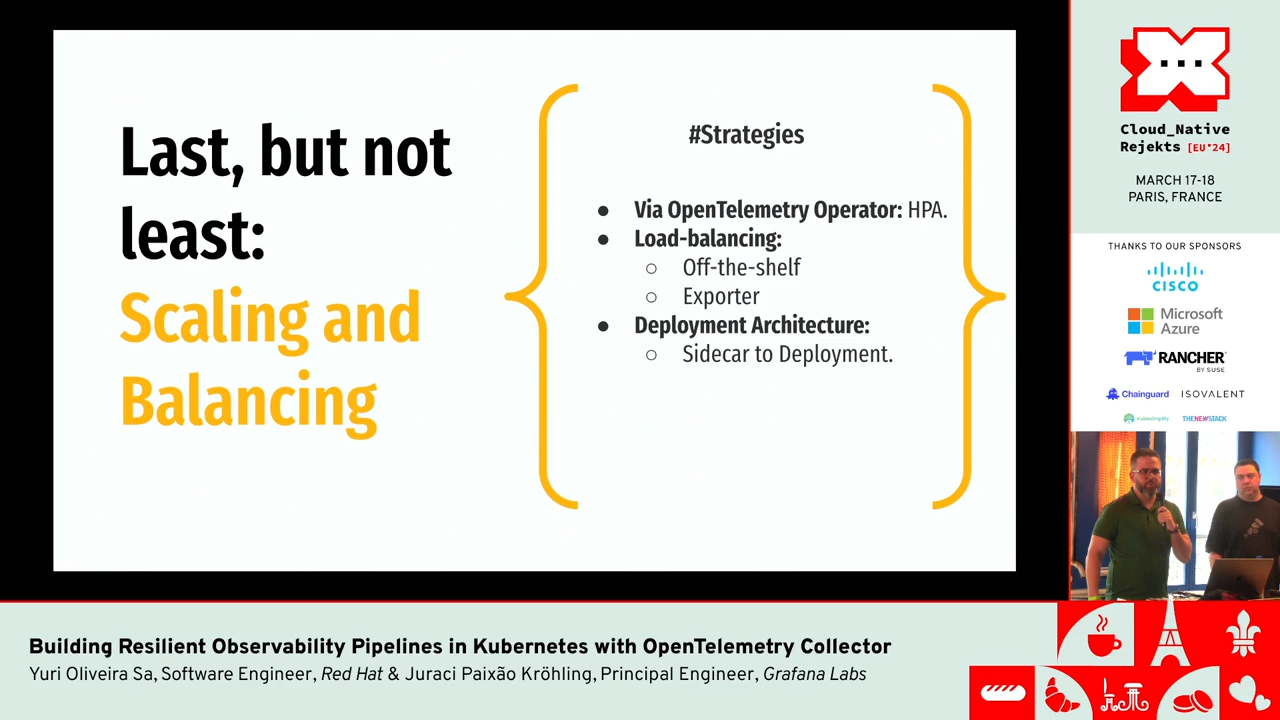 Last, but not
least:
Scaling and
Balancing
#Strategies
● Via OpenTelemetry Operator: HPA.
● Load-balancing:
○ Off-the-shelf
○ Exporter
● Deployment Architecture:
○ Sidecar to Deployment.
Cloud_Native
Rejekts [EU'24]
MARCH 17-18
PARIS, FRANCE
THANKS TO OUR SPONSORS
CISCO
Microsoft
Azure
RANCHER
BY SUSE
Chainguard
ISOVALENT
Kubesimplify
THENEWSTACK
Building Resilient Observability Pipelines in Kubernetes with OpenTelemetry Collector
Yuri Oliveira Sa, Software Engineer, Red Hat & Juraci Paixão Kröhling, Principal Engineer, Grafana Labs